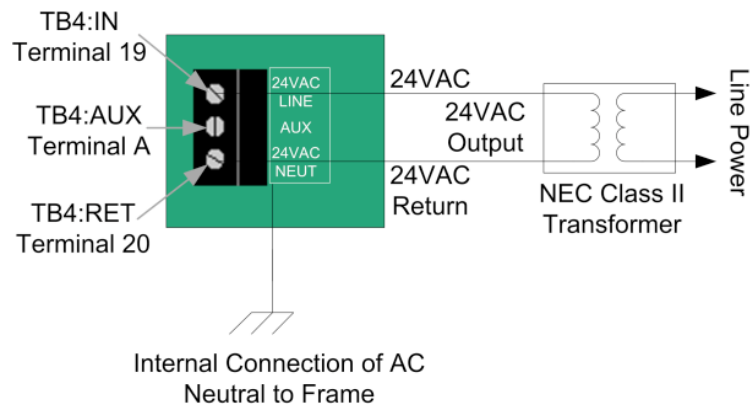 TB4:IN
Terminal 19
TB4:AUX
Terminal A
TB4:RET
Terminal 20
24VAC
LINE
AUX
24VAC
NEUT
24VAC
24VAC
Output
24VAC
Return
NEC Class II
Transformer
Line Power
Internal Connection of AC
Neutral to Frame